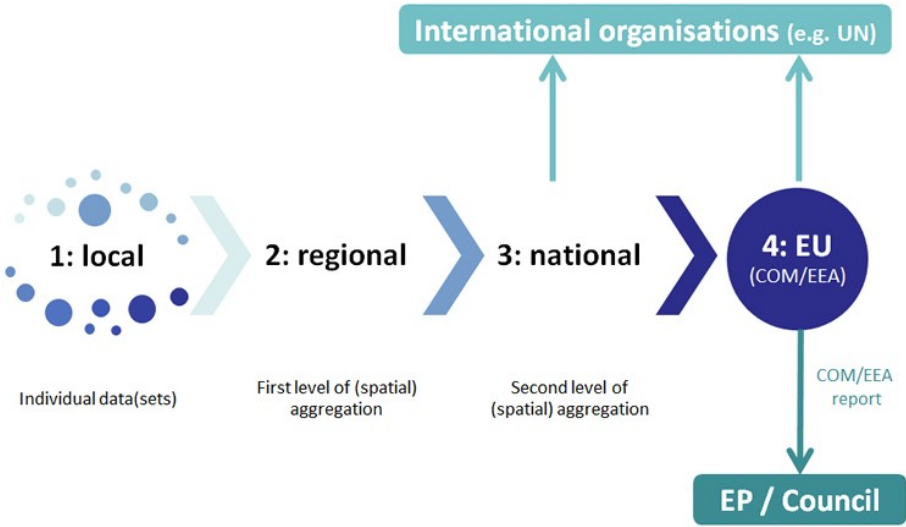 International organisations (e.g. UN)
1: local
2: regional
3: national
4: EU
(COM/EEA)
Individual data(sets)
First level of (spatial)
aggregation
Second level of
(spatial) aggregation
COM/EEA
report
EP / Council